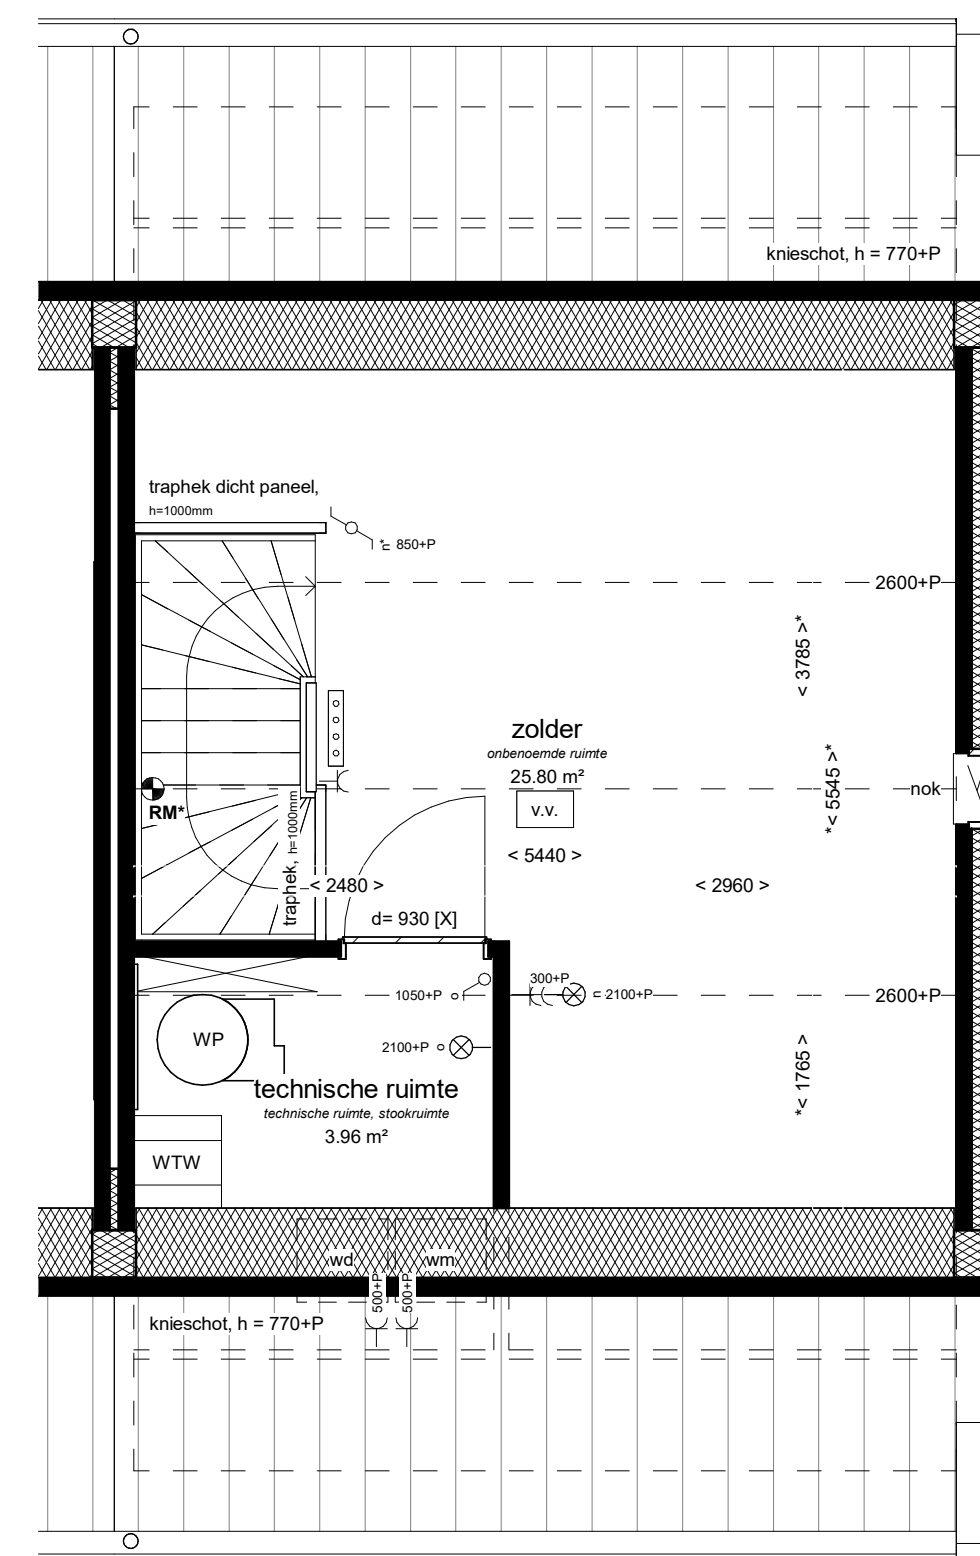 knieschot, h = 770+P
traphek dicht paneel,
h=1000mm
850+P
2600+P
< 3785 >*
zolder
onbenoemde ruimte
25.80 m²
nok
*< 5545 >*
v.v.
RM*
traphek, h=1000mm
< 5440 >
< 2480 >
< 2960 >
d= 930 [X]
300+P
1050+P
2100+P
2600+P
WP
2100+P
*< 1765 >
technische ruimte
technische ruimte, stookruimte
3.96 m²
WTW
wd
wm
500+P
500+P
knieschot, h = 770+P